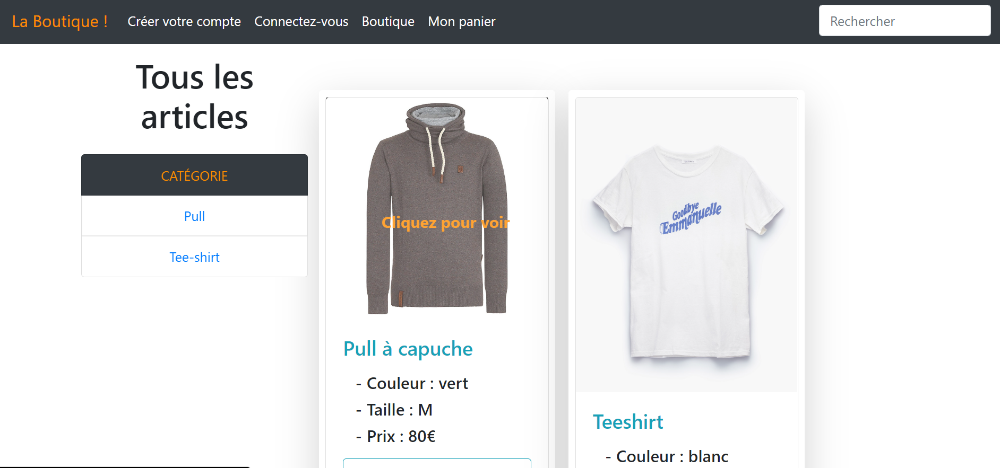 La Boutique !
Créer votre compte
Connectez-vous
Boutique
Mon panier
Rechercher
Tous les
articles
CATÉGORIE
Pull
Tee-shirt
Cliquez pour voir
Pull à capuche
- Couleur : vert
- Taille : M
- Prix : 80€
Goodbye
Emmanuelle
Teeshirt
- Couleur : blanc